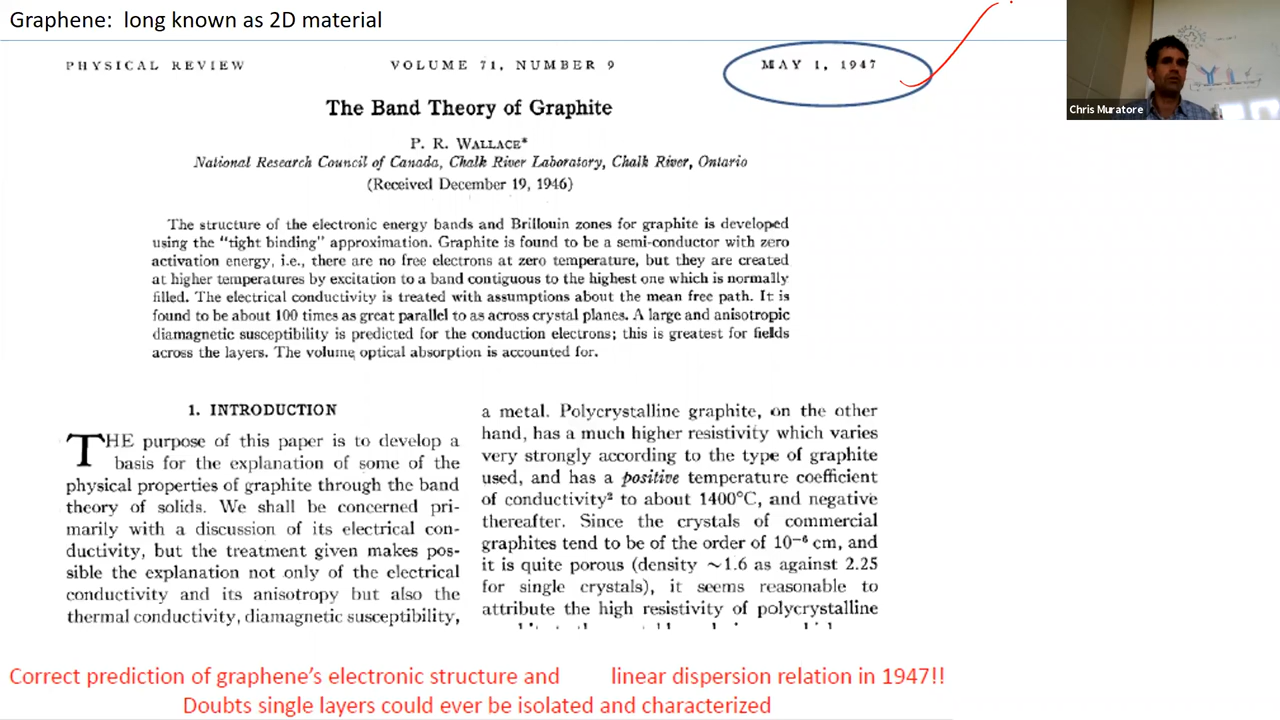 Graphene: long known as 2D material
PHYSICAL REVIEW VOLUME 71, NUMBER 9 MAY 1, 1947
Chris Muratore
The Band Theory of Graphite
P. R. WALLACE*
National Research Council of Canada, Chalk River Laboratory, Chalk River, Ontario
(Received December 19, 1946)
The structure of the electronic energy bands and Brillouin zones for graphite is developed
using the "tight binding" approximation. Graphite is found to be a semi-conductor with zero
activation energy, i.e., there are no free electrons at zero temperature, but they are created
at higher temperatures by excitation to a band contiguous to the highest one which is normally
filled. The electrical conductivity is treated with assumptions about the mean free path. It is
found to be about 100 times as great parallel to as across crystal planes. A large and anisotropic
diamagnetic susceptibility is predicted for the conduction electrons; this is greatest for fields
across the layers. The volume optical absorption is accounted for.
1. INTRODUCTION
THE purpose of this paper is to develop a
basis for the explanation of some of the
physical properties of graphite through the band
theory of solids. We shall be concerned pri-
marily with a discussion of its electrical con-
ductivity, but the treatment given makes pos-
sible the explanation not only of the electrical
conductivity and its anisotropy but also the
thermal conductivity, diamagnetic susceptibility,
a metal. Polycrystalline graphite, on the other
hand, has a much higher resistivity which varies
very strongly according to the type of graphite
used, and has a positive temperature coefficient
of conductivity² to about 1400°C, and negative
thereafter. Since the crystals of commercial
graphites tend to be of the order of 10⁻⁶ cm, and
it is quite porous (density ~1.6 as against 2.25
for single crystals), it seems reasonable to
attribute the high resistivity of polycrystalline
Correct prediction of graphene's electronic structure and linear dispersion relation in 1947!!
Doubts single layers could ever be isolated and characterized